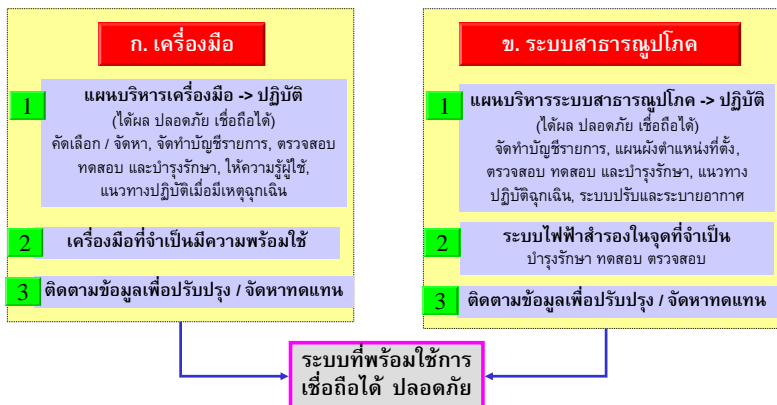 ก. เครื่องมือ
1
แผนบริหารเครื่องมือ -> ปฏิบัติ
(ได้ผล ปลอดภัย เชื่อถือได้)
คัดเลือก / จัดหา, จัดทำบัญชีรายการ, ตรวจสอบ
ทดสอบ และบำรุงรักษา, ให้ความรู้ผู้ใช้,
แนวทางปฏิบัติเมื่อมีเหตุฉุกเฉิน
2
เครื่องมือที่จำเป็นมีความพร้อมใช้
3
ติดตามข้อมูลเพื่อปรับปรุง / จัดหาทดแทน
ข. ระบบสาธารณูปโภค
1
แผนบริหารระบบสาธารณูปโภค -> ปฏิบัติ
(ได้ผล ปลอดภัย เชื่อถือได้)
จัดทำบัญชีรายการ, แผนผังตำแหน่งที่ตั้ง,
ตรวจสอบ ทดสอบ และบำรุงรักษา, แนวทาง
ปฏิบัติฉุกเฉิน, ระบบปรับและระบายอากาศ
2
ระบบไฟฟ้าสำรองในจุดที่จำเป็น
บำรุงรักษา ทดสอบ ตรวจสอบ
3
ติดตามข้อมูลเพื่อปรับปรุง / จัดหาทดแทน
ระบบที่พร้อมใช้การ
เชื่อถือได้ ปลอดภัย